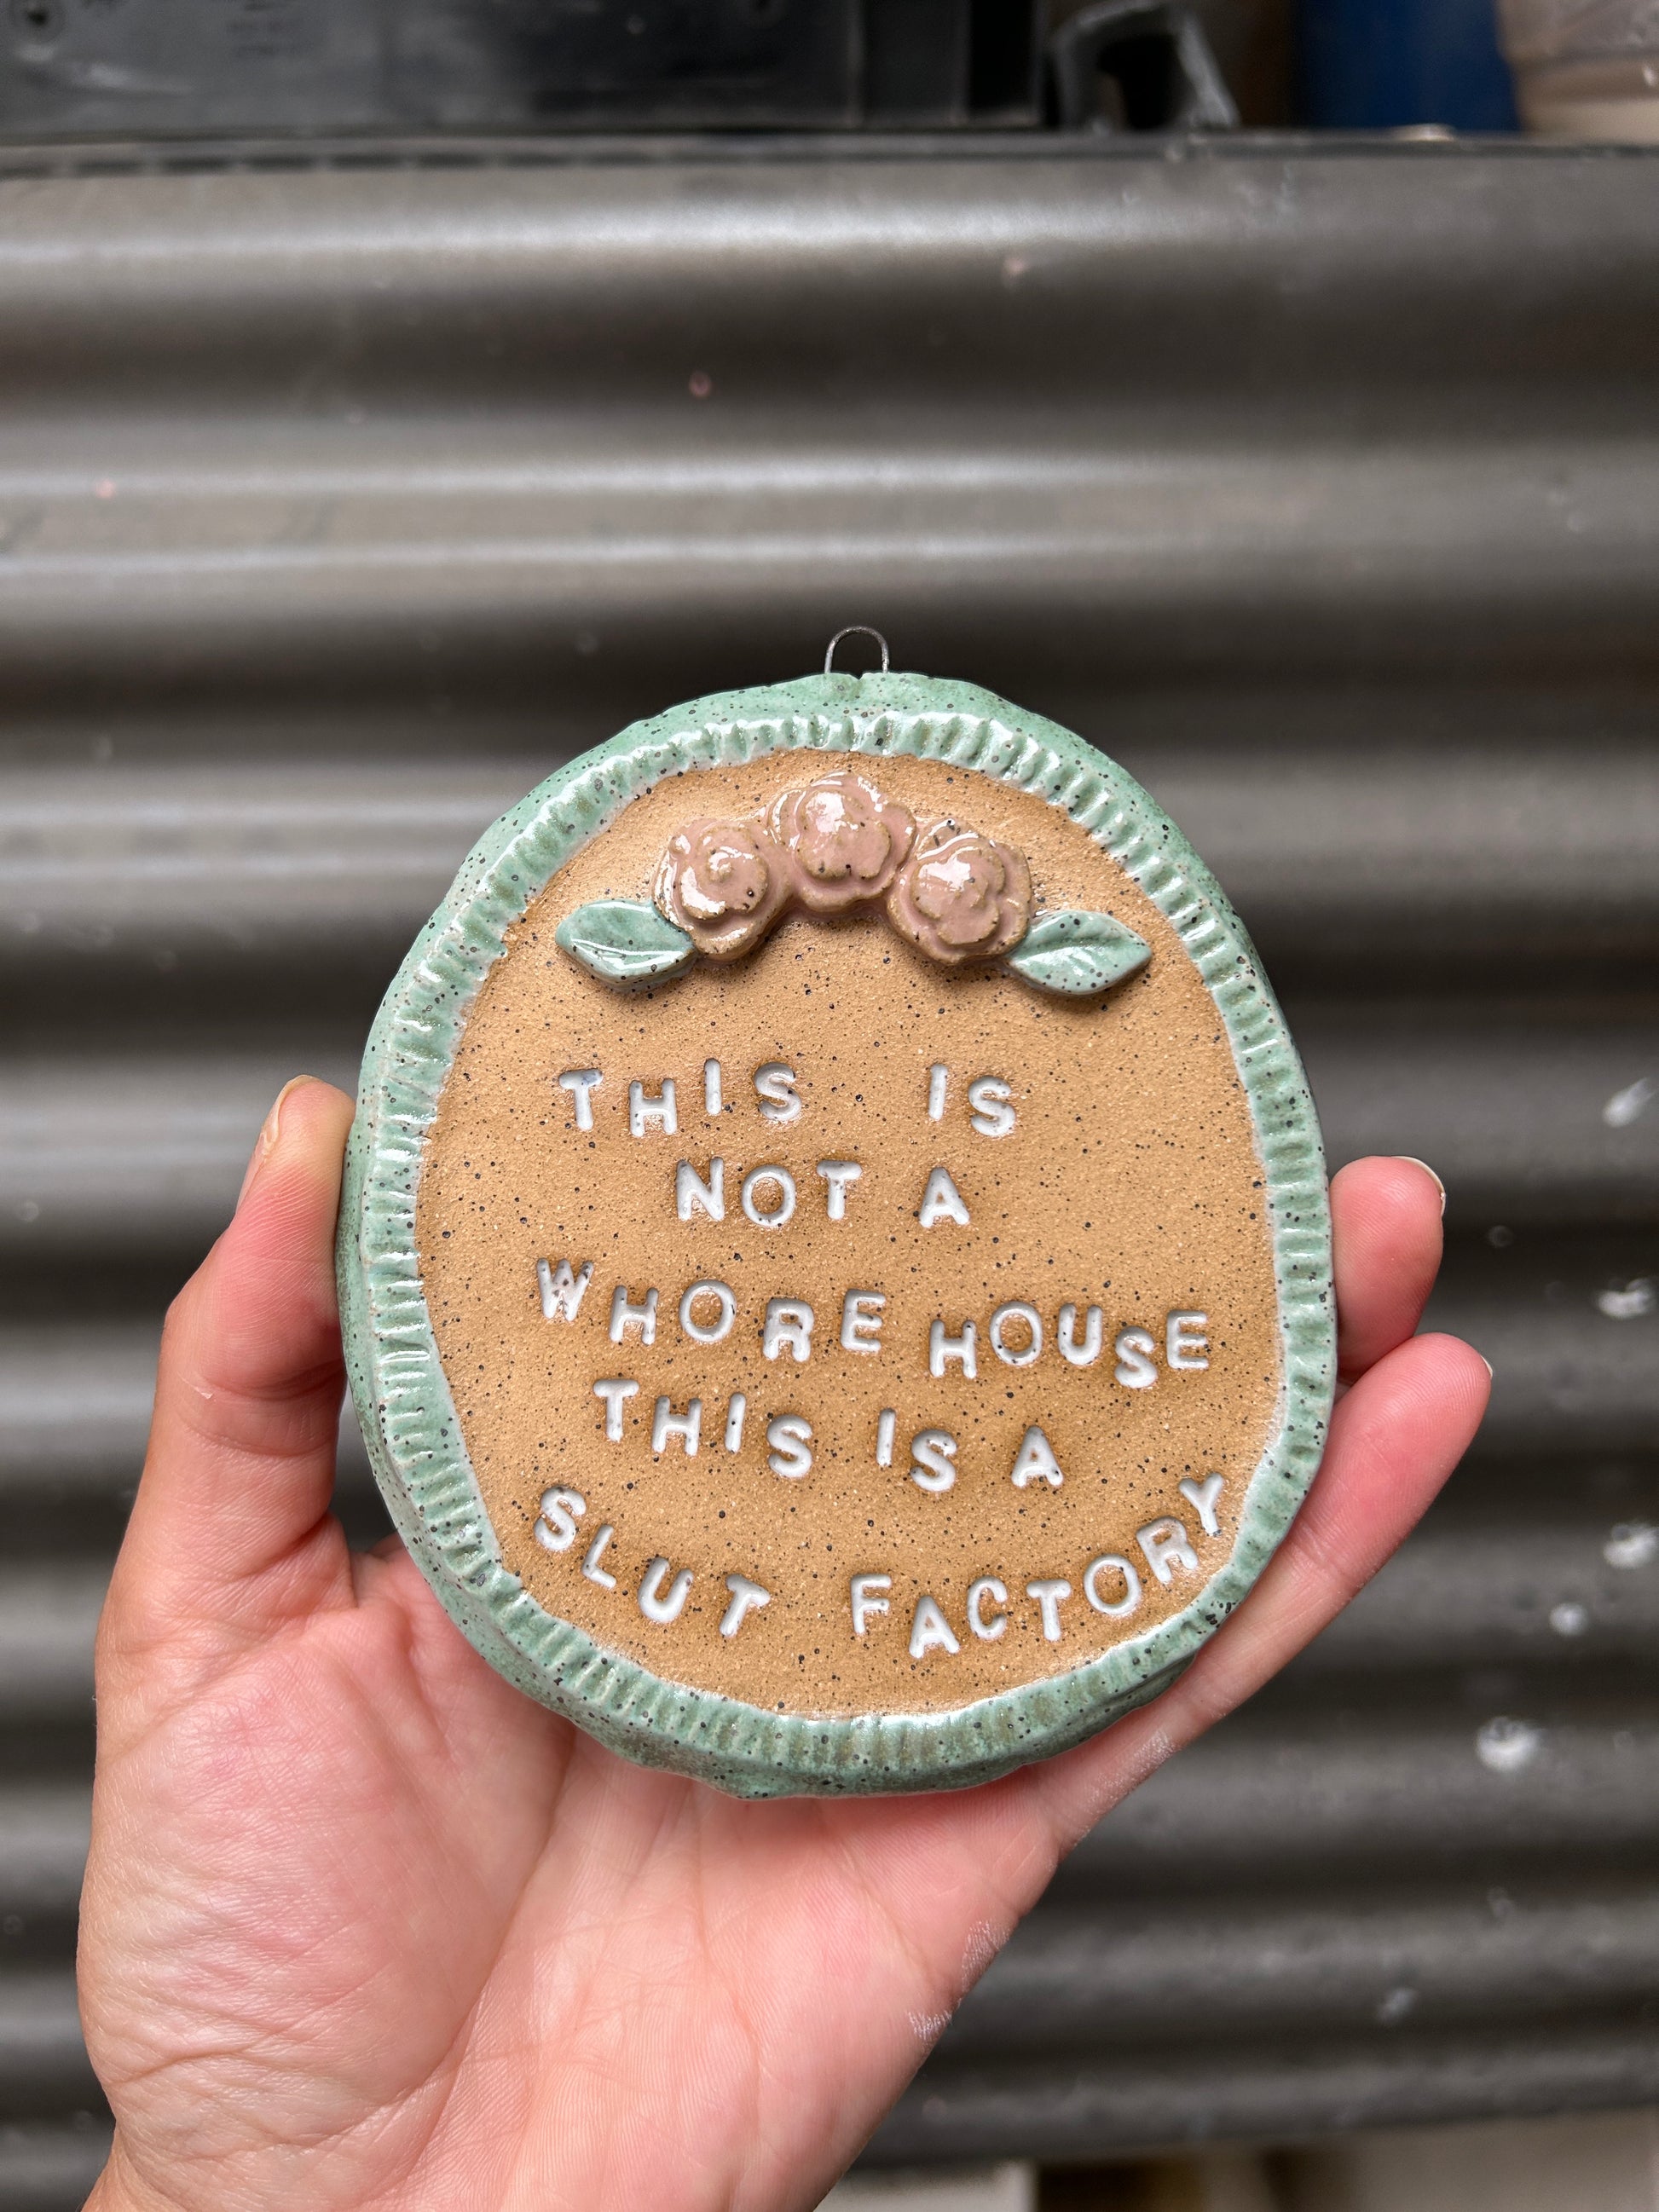 THIS IS
NOT A
WHORE HOUSE
THIS IS A
SLUT FACTORY